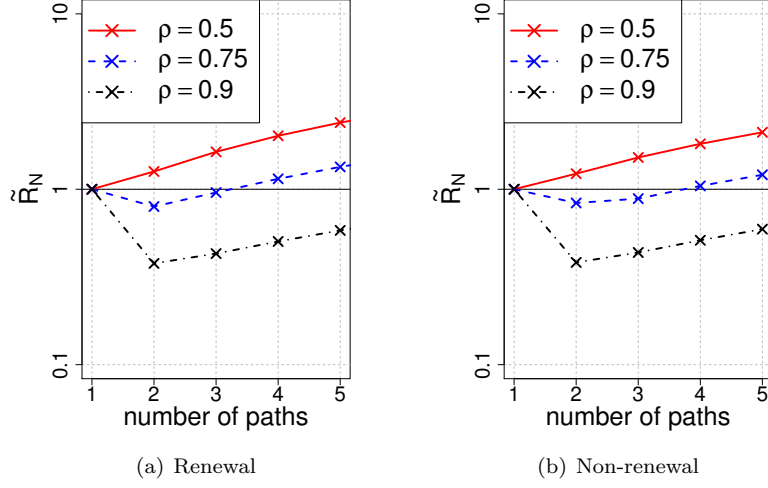 10
ρ = 0.5
ρ = 0.75
ρ = 0.9
R̃_N
1
0.1
1 2 3 4 5
number of paths
(a) Renewal
10
ρ = 0.5
ρ = 0.75
ρ = 0.9
R̃_N
1
0.1
1 2 3 4 5
number of paths
(b) Non-renewal